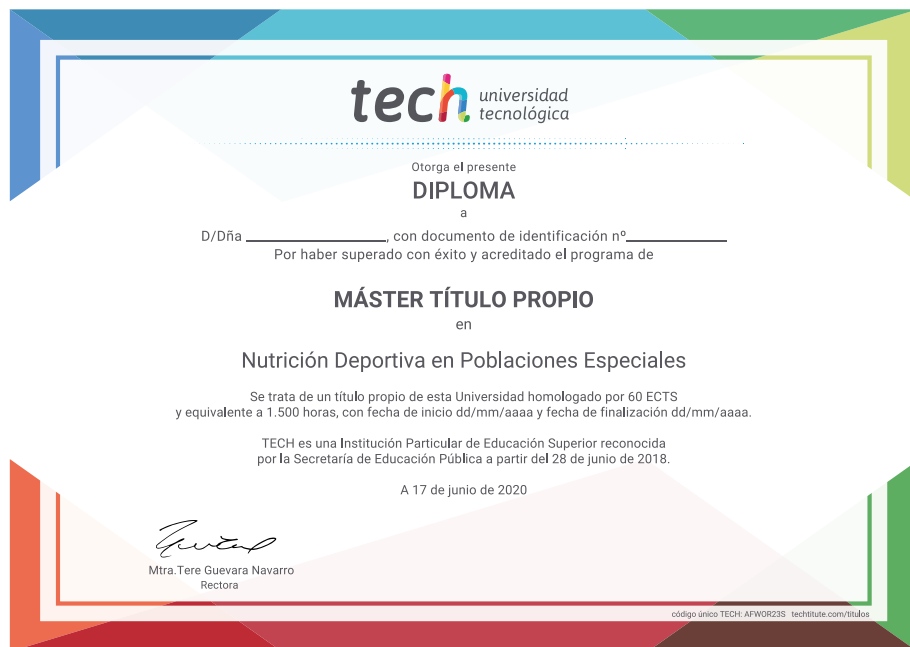 tech universidad
tecnológica
Otorga el presente
DIPLOMA
a
D/Dña ______________, con documento de identificación nº__________
Por haber superado con éxito y acreditado el programa de
MÁSTER TÍTULO PROPIO
en
Nutrición Deportiva en Poblaciones Especiales
Se trata de un título propio de esta Universidad homologado por 60 ECTS
y equivalente a 1.500 horas, con fecha de inicio dd/mm/aaaa y fecha de finalización dd/mm/aaaa.
TECH es una Institución Particular de Educación Superior reconocida
por la Secretaría de Educación Pública a partir del 28 de junio de 2018.
A 17 de junio de 2020
Mtra.Tere Guevara Navarro
Rectora
código único TECH: AFWOR23S techtitute.com/titulos